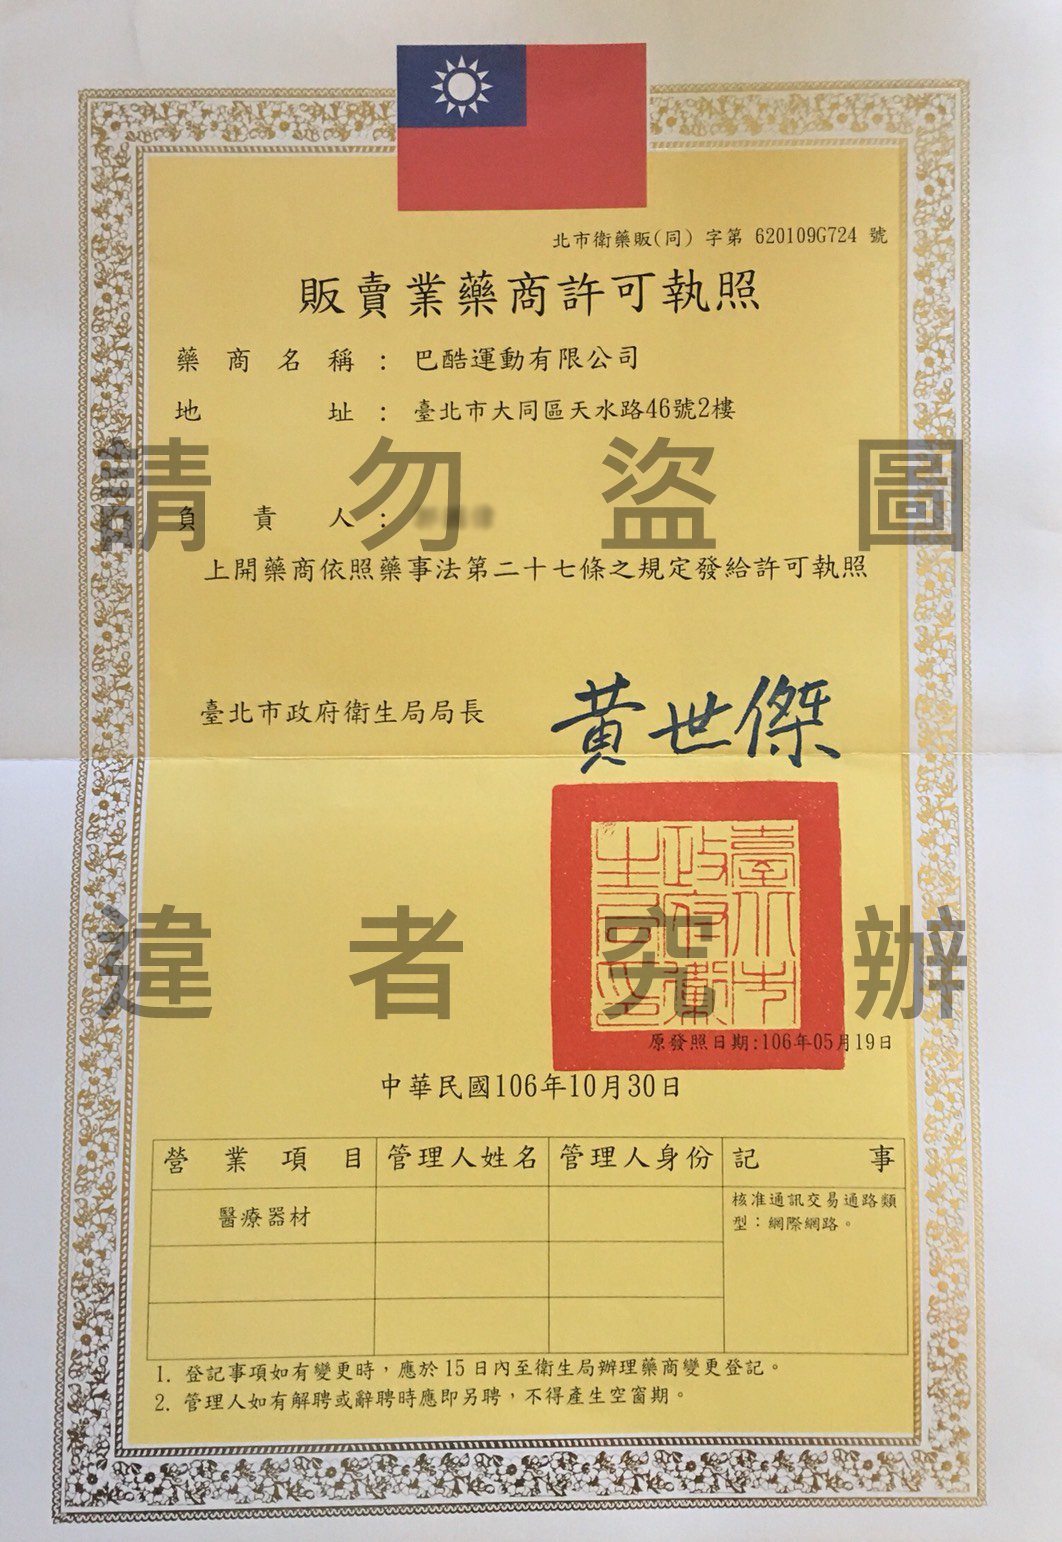 北市衛藥販(同) 字第 620109G724 號
販賣業藥商許可執照
藥商名稱：巴酷運動有限公司
地址：臺北市大同區天水路46號2樓
請勿盜圖
負責人：
上開藥商依照藥事法第二十七條之規定發給許可執照
臺北市政府衛生局局長 黃世傑
臺北市政府衛生局印
違者究辦
原發照日期:106年05月19日
中華民國106年10月30日
營業項目 管理人姓名 管理人身份 記事
醫療器材 核准通訊交易通路類
型：網際網路。
1. 登記事項如有變更時，應於 15 日內至衛生局辦理藥商變更登記。
2. 管理人如有解聘或辭聘時應即另聘，不得產生空窗期。